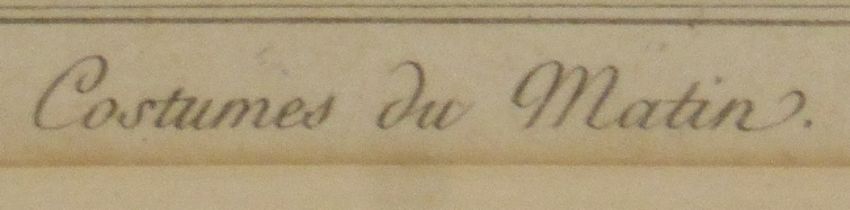 Costumes du Matin.